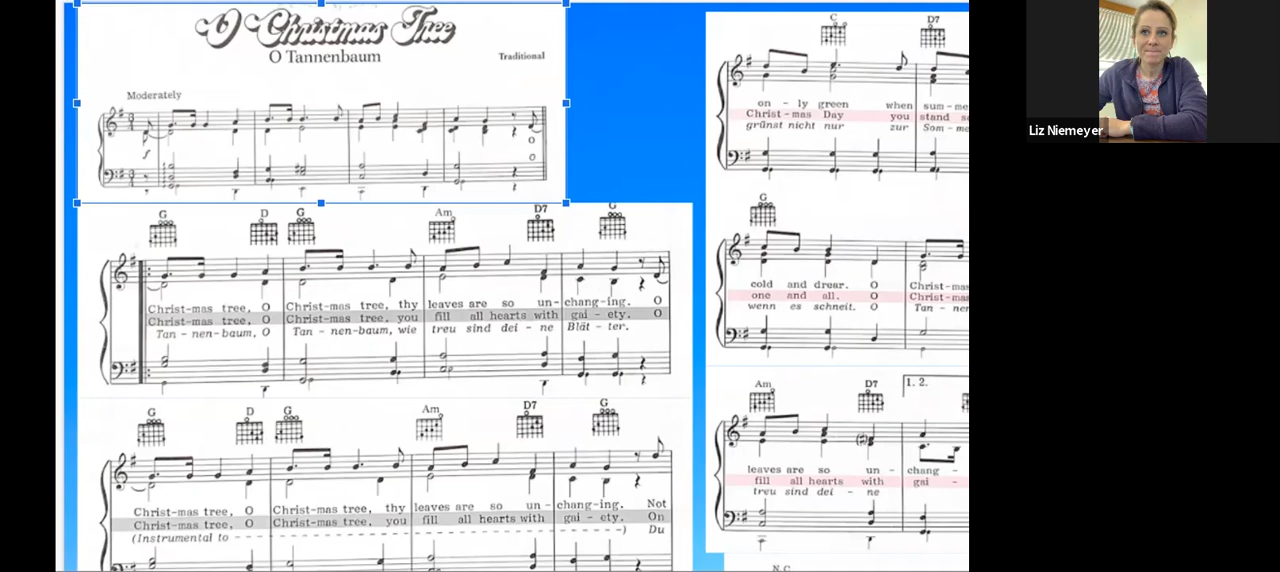 O Christmas Tree
O Tannenbaum
Traditional
Moderately
f
O
O
G D G Am D7 G
Christ-mas tree, O Christ-mas tree, thy leaves are so un-chang-ing. O
Christ-mas tree, O Christ-mas tree, you fill all hearts with gai-ety. O
Tan-nen-baum, O Tan-nen-baum, wie treu sind dei-ne Blät-ter.
G D G Am D7 G
Christ-mas tree, O Christ-mas tree, thy leaves are so un-chang-ing. Not
Christ-mas tree, O Christ-mas tree, you fill all hearts with gai-ety. On
(Instrumental to - - - - - - - - - -) Du
C D7
on-ly green when sum-me
Christ-mas Day you stand
grünst nicht nur zur Som-me
G
cold and drear. O Christ-mas
one and all. O Christ-mas
wenn es schneit. O Tan-nen
Am D7 1. 2.
leaves are so un-chang-
fill all hearts with gai-
treu sind dei-ne
N.C.
Liz Niemeyer